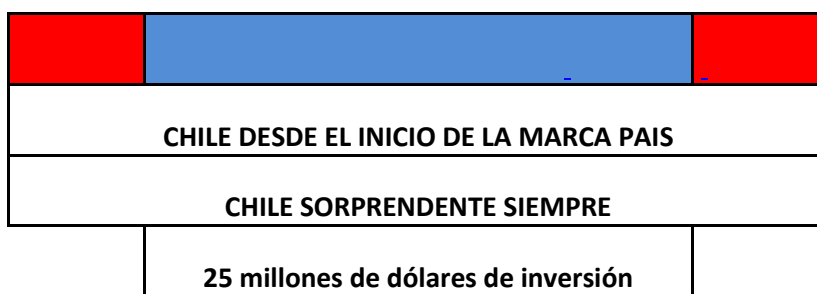 CHILE DESDE EL INICIO DE LA MARCA PAIS
CHILE SORPRENDENTE SIEMPRE
25 millones de dólares de inversión